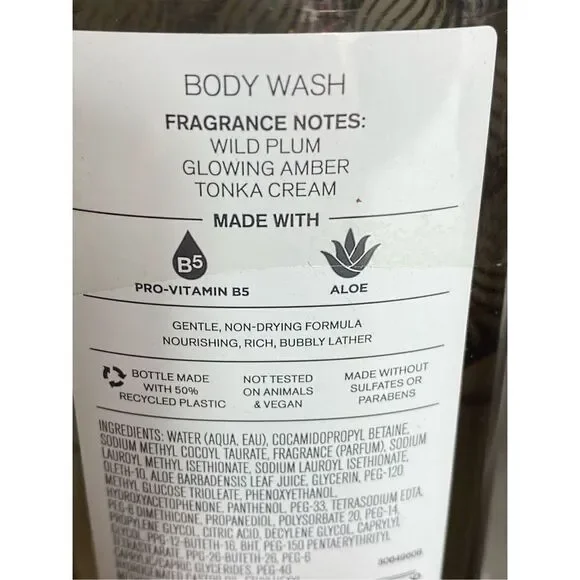 BODY WASH
FRAGRANCE NOTES:
WILD PLUM
GLOWING AMBER
TONKA CREAM
MADE WITH
B5
PRO-VITAMIN B5
ALOE
GENTLE, NON-DRYING FORMULA
NOURISHING, RICH, BUBBLY LATHER
BOTTLE MADE
WITH 50%
RECYCLED PLASTIC
NOT TESTED
ON ANIMALS
& VEGAN
MADE WITHOUT
SULFATES OR
PARABENS
INGREDIENTS: WATER (AQUA, EAU), COCAMIDOPROPYL BETAINE,
SODIUM METHYL COCOYL TAURATE, FRAGRANCE (PARFUM), SODIUM
LAUROYL METHYL ISETHIONATE, SODIUM LAUROYL ISETHIONATE,
OLETH-10, ALOE BARBADENSIS LEAF JUICE, GLYCERIN, PEG-120
METHYL GLUCOSE TRIOLEATE, PHENOXYETHANOL,
HYDROXYACETOPHENONE, PANTHENOL, PEG-33, TETRASODIUM EDTA,
PEG-8 DIMETHICONE, PROPANEDIOL, POLYSORBATE 20, PEG-14,
PROPYLENE GLYCOL, CITRIC ACID, DECYLENE GLYCOL, CAPRYLYL
GLYCOL, PPG-12-BUTETH-16, BHT, PEG-150 PENTAERYTHRITYL
TETRASTEARATE, PPG-26-BUTETH-26, PEG-6
CAPRYLIC/CAPRIC GLYCERIDES, PEG-40